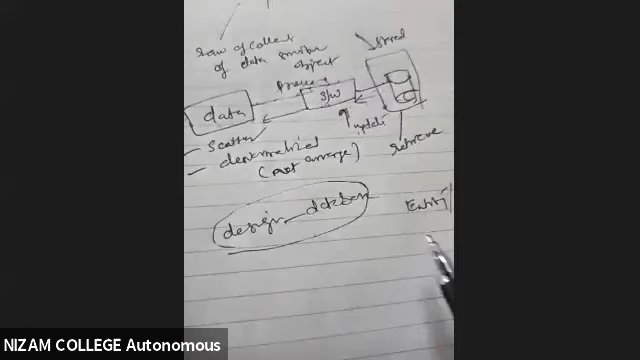 Raw of collect
of data similar
object
stored
process
data
S/W
update
retrieve
– Scatter
– denormalized
(not arrange)
design database
Entity
NIZAM COLLEGE Autonomous